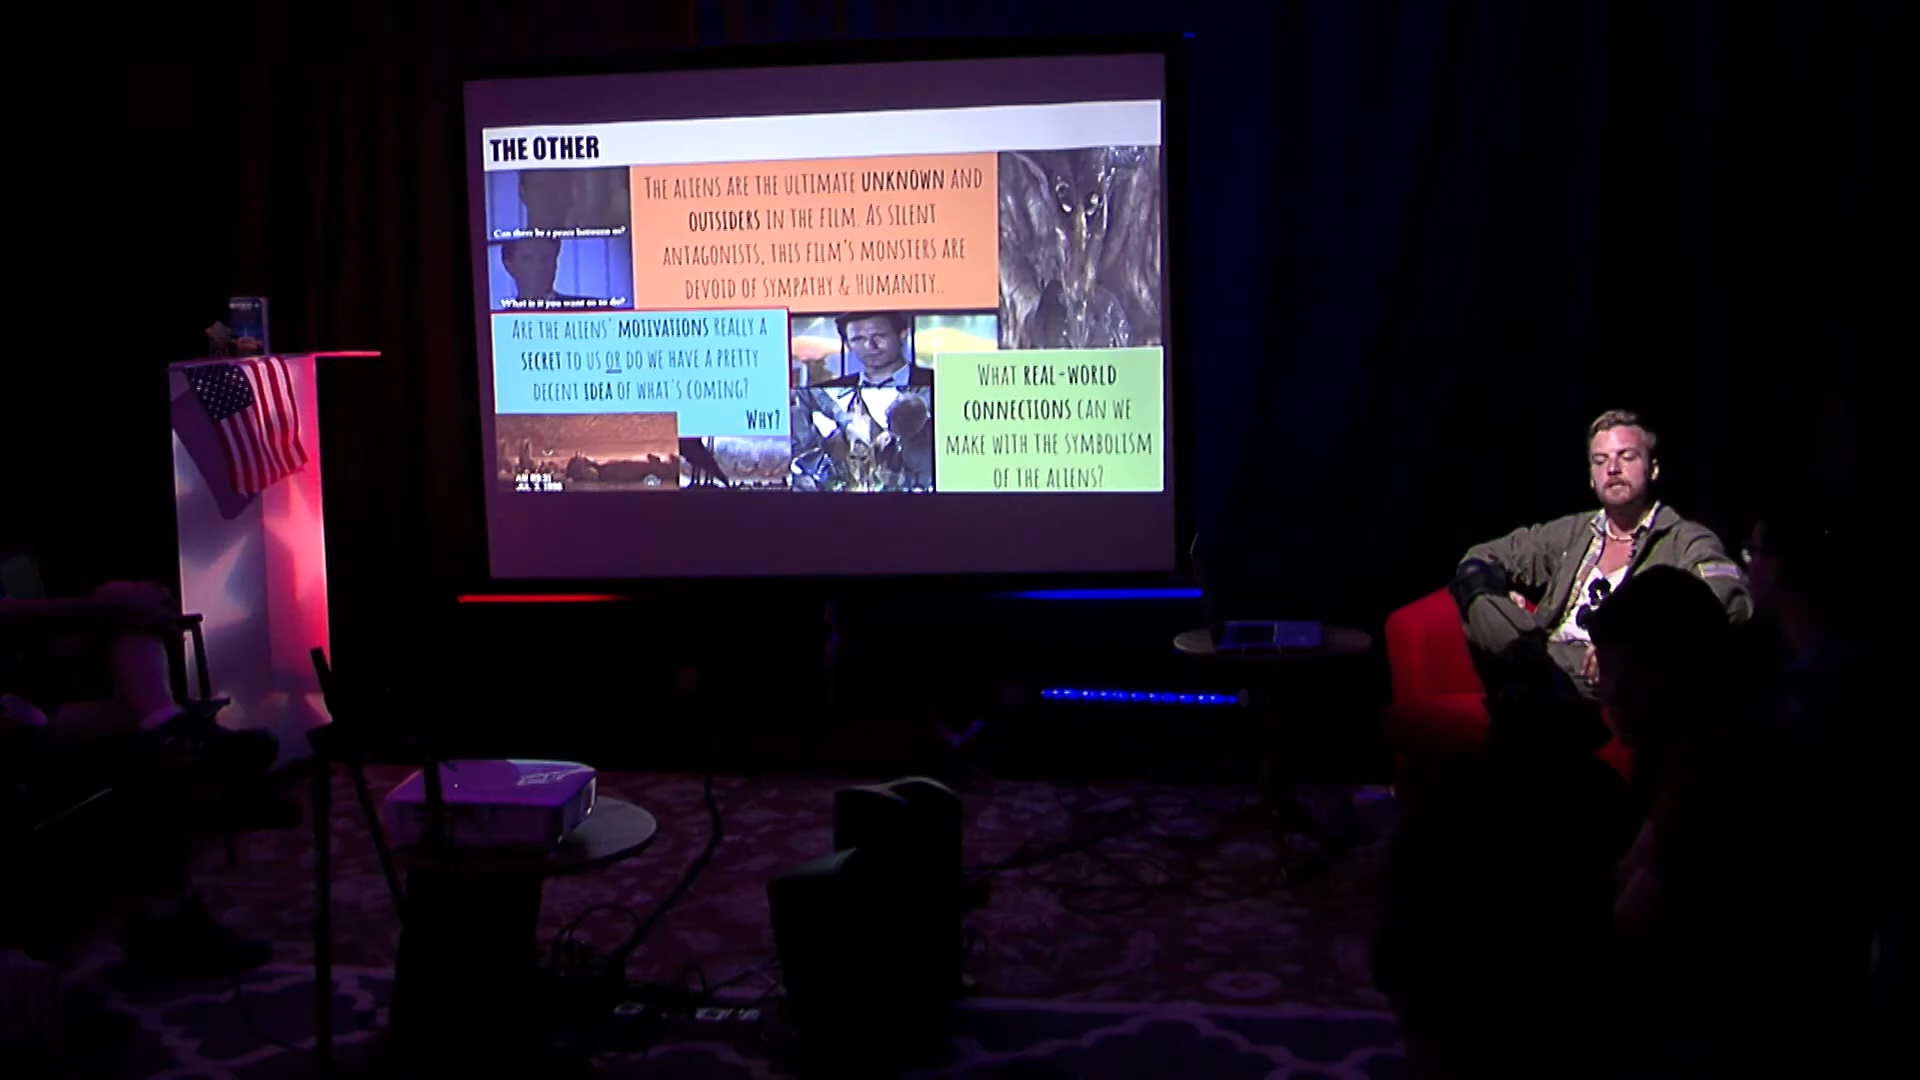 THE OTHER
Can there be a peace between us?
What is it you want us to do?
THE ALIENS ARE THE ULTIMATE UNKNOWN AND
OUTSIDERS IN THE FILM. AS SILENT
ANTAGONISTS, THIS FILM'S MONSTERS ARE
DEVOID OF SYMPATHY & HUMANITY..
ARE THE ALIENS' MOTIVATIONS REALLY A
SECRET TO US OR DO WE HAVE A PRETTY
DECENT IDEA OF WHAT'S COMING?
WHY?
WHAT REAL-WORLD
CONNECTIONS CAN WE
MAKE WITH THE SYMBOLISM
OF THE ALIENS?